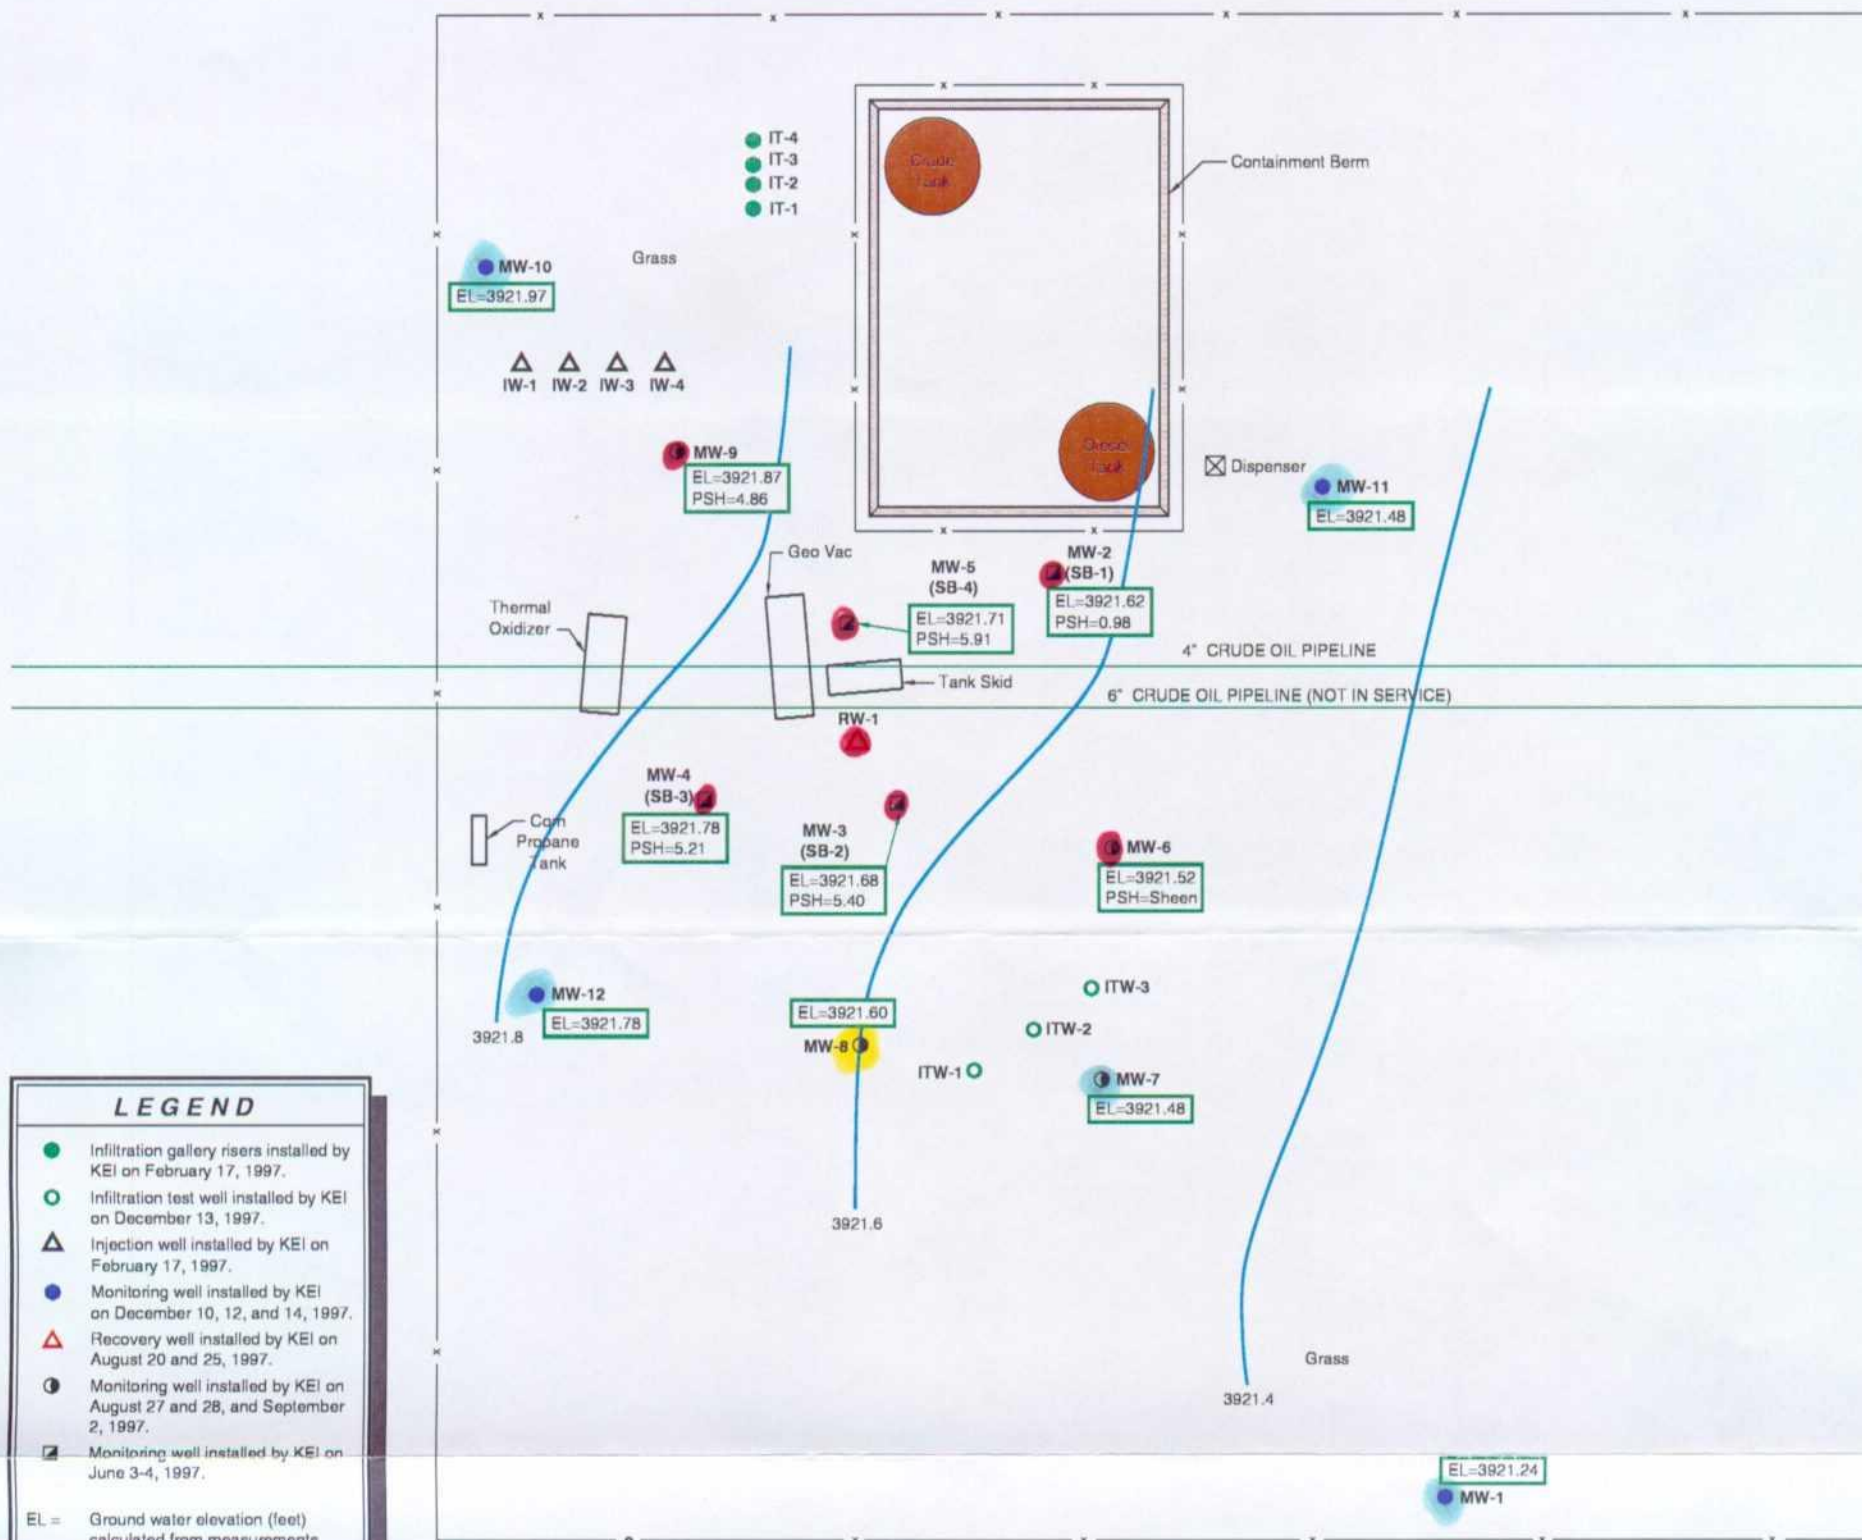 IT-4
IT-3
IT-2
IT-1
Crude
Tank
Containment Berm
MW-10
EL=3921.97
Grass
IW-1 IW-2 IW-3 IW-4
MW-9
EL=3921.87
PSH=4.86
Diesel
Tank
Dispenser
MW-11
EL=3921.48
Geo Vac
MW-5
(SB-4)
EL=3921.71
PSH=5.91
MW-2
(SB-1)
EL=3921.62
PSH=0.98
Thermal
Oxidizer
4" CRUDE OIL PIPELINE
Tank Skid
6" CRUDE OIL PIPELINE (NOT IN SERVICE)
RW-1
MW-4
(SB-3)
EL=3921.78
PSH=5.21
Propane
Tank
MW-3
(SB-2)
EL=3921.68
PSH=5.40
MW-6
EL=3921.52
PSH=Sheen
MW-12
EL=3921.78
3921.8
EL=3921.60
MW-8
ITW-3
ITW-2
ITW-1
MW-7
EL=3921.48
3921.6
Grass
3921.4
EL=3921.24
MW-1
LEGEND
Infiltration gallery risers installed by
KEI on February 17, 1997.
Infiltration test well installed by KEI
on December 13, 1997.
Injection well installed by KEI on
February 17, 1997.
Monitoring well installed by KEI
on December 10, 12, and 14, 1997.
Recovery well installed by KEI on
August 20 and 25, 1997.
Monitoring well installed by KEI on
August 27 and 28, and September
2, 1997.
Monitoring well installed by KEI on
June 3-4, 1997.
EL = Ground water elevation (feet)
calculated from measurements